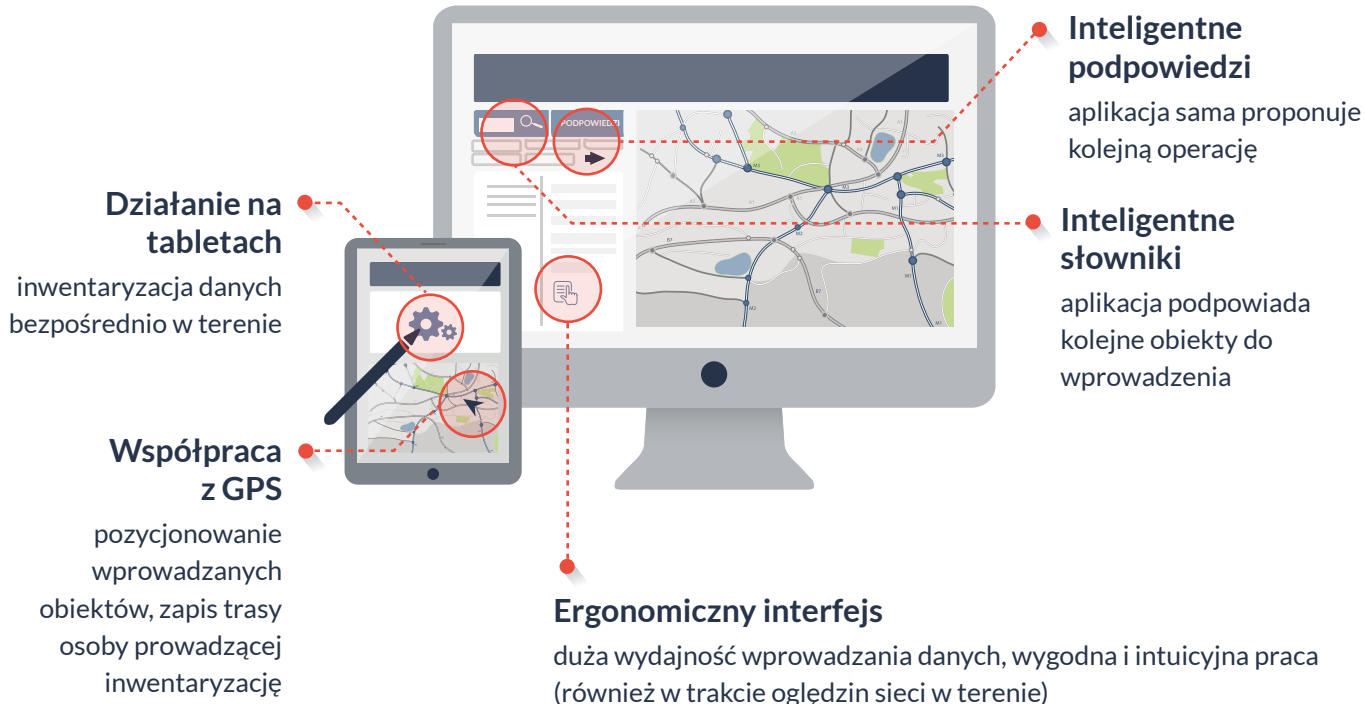 Inteligentne
podpowiedzi
aplikacja sama proponuje
kolejną operację
PODPOWIEDZI
Działanie na
tabletach
inwentaryzacja danych
bezpośrednio w terenie
Inteligentne
słowniki
aplikacja podpowiada
kolejne obiekty do
wprowadzenia
Współpraca
z GPS
pozycjonowanie
wprowadzanych
obiektów, zapis trasy
osoby prowadzącej
inwentaryzację
Ergonomiczny interfejs
duża wydajność wprowadzania danych, wygodna i intuicyjna praca
(również w trakcie oględzin sieci w terenie)